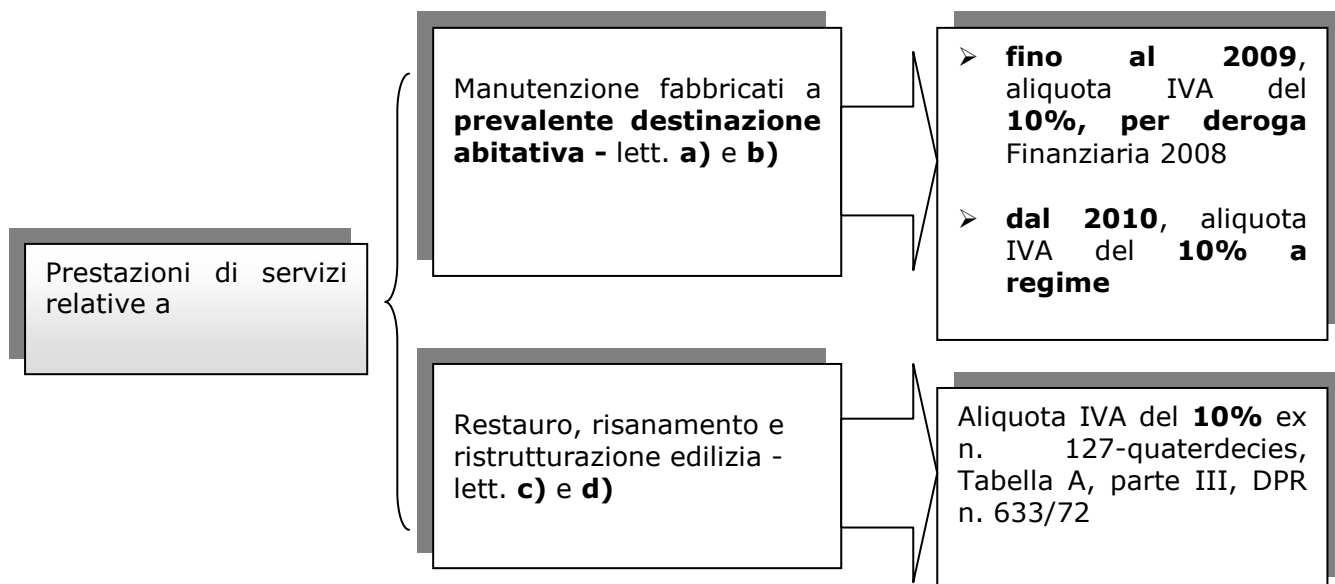 Prestazioni di servizi
relative a
Manutenzione fabbricati a
prevalente destinazione
abitativa - lett. a) e b)
➢ fino al 2009,
aliquota IVA del
10%, per deroga
Finanziaria 2008
➢ dal 2010, aliquota
IVA del 10% a
regime
Restauro, risanamento e
ristrutturazione edilizia -
lett. c) e d)
Aliquota IVA del 10% ex
n. 127-quaterdecies,
Tabella A, parte III, DPR
n. 633/72